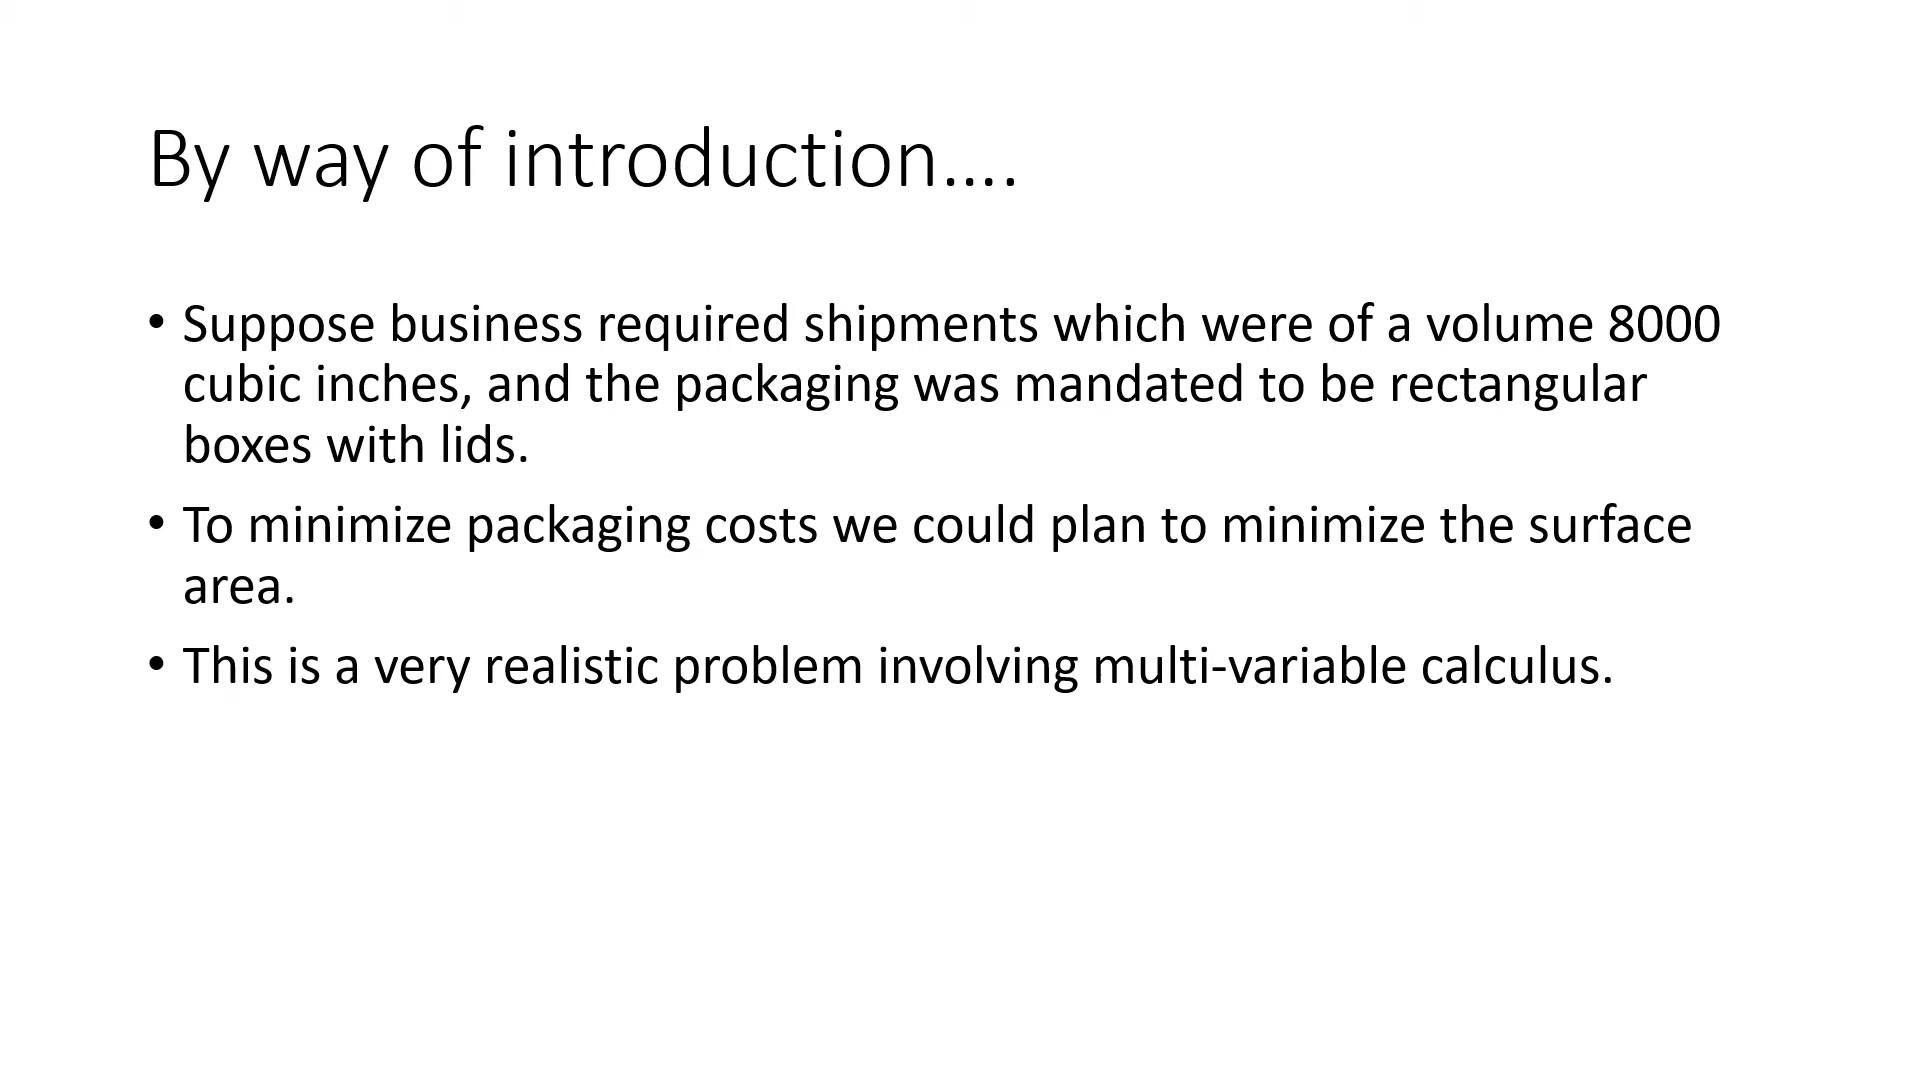 By way of introduction….
• Suppose business required shipments which were of a volume 8000
cubic inches, and the packaging was mandated to be rectangular
boxes with lids.
• To minimize packaging costs we could plan to minimize the surface
area.
• This is a very realistic problem involving multi-variable calculus.